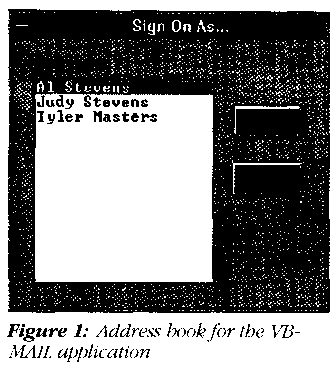 Sign On As...
Al Stevens
Judy Stevens
Tyler Masters
Figure 1: Address book for the VB-
MAIL application